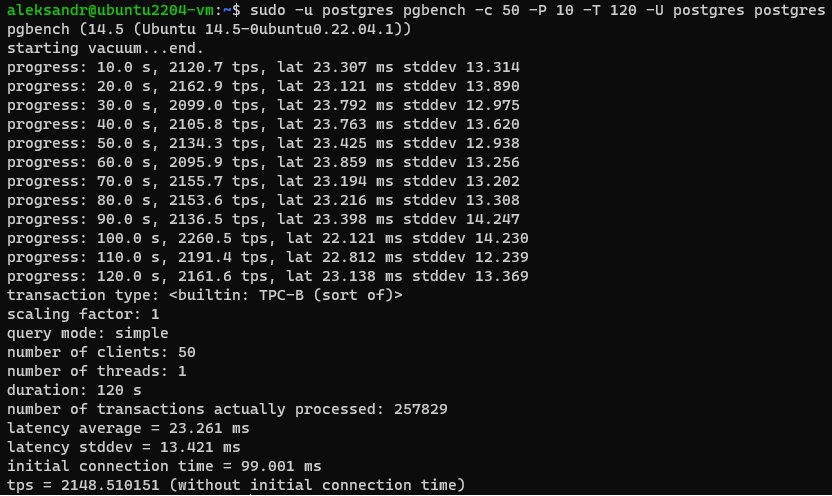 aleksandr@ubuntu2204-vm:~$ sudo -u postgres pgbench -c 50 -P 10 -T 120 -U postgres postgres
pgbench (14.5 (Ubuntu 14.5-0ubuntu0.22.04.1))
starting vacuum...end.
progress: 10.0 s, 2120.7 tps, lat 23.307 ms stddev 13.314
progress: 20.0 s, 2162.9 tps, lat 23.121 ms stddev 13.890
progress: 30.0 s, 2099.0 tps, lat 23.792 ms stddev 12.975
progress: 40.0 s, 2105.8 tps, lat 23.763 ms stddev 13.620
progress: 50.0 s, 2134.3 tps, lat 23.425 ms stddev 12.938
progress: 60.0 s, 2095.9 tps, lat 23.859 ms stddev 13.256
progress: 70.0 s, 2155.7 tps, lat 23.194 ms stddev 13.202
progress: 80.0 s, 2153.6 tps, lat 23.216 ms stddev 13.308
progress: 90.0 s, 2136.5 tps, lat 23.398 ms stddev 14.247
progress: 100.0 s, 2260.5 tps, lat 22.121 ms stddev 14.230
progress: 110.0 s, 2191.4 tps, lat 22.812 ms stddev 12.239
progress: 120.0 s, 2161.6 tps, lat 23.138 ms stddev 13.369
transaction type: <builtin: TPC-B (sort of)>
scaling factor: 1
query mode: simple
number of clients: 50
number of threads: 1
duration: 120 s
number of transactions actually processed: 257829
latency average = 23.261 ms
latency stddev = 13.421 ms
initial connection time = 99.001 ms
tps = 2148.510151 (without initial connection time)